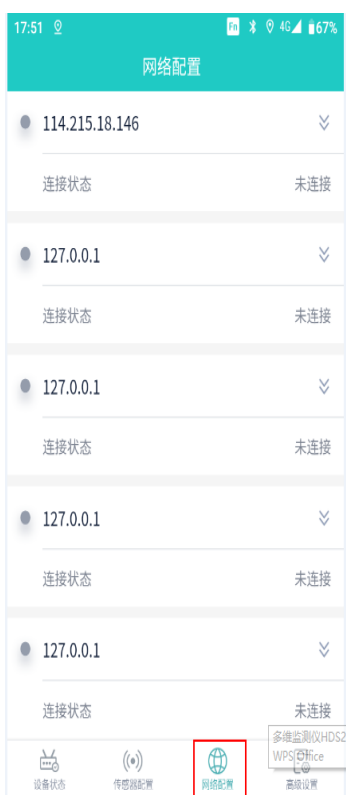 17:51 Fn 4G 67%
网络配置
114.215.18.146
连接状态 未连接
127.0.0.1
连接状态 未连接
127.0.0.1
连接状态 未连接
127.0.0.1
连接状态 未连接
127.0.0.1
连接状态 未连接
多维监测仪HDS2
WPS Office
设备状态 传感器配置 网络配置 高级设置